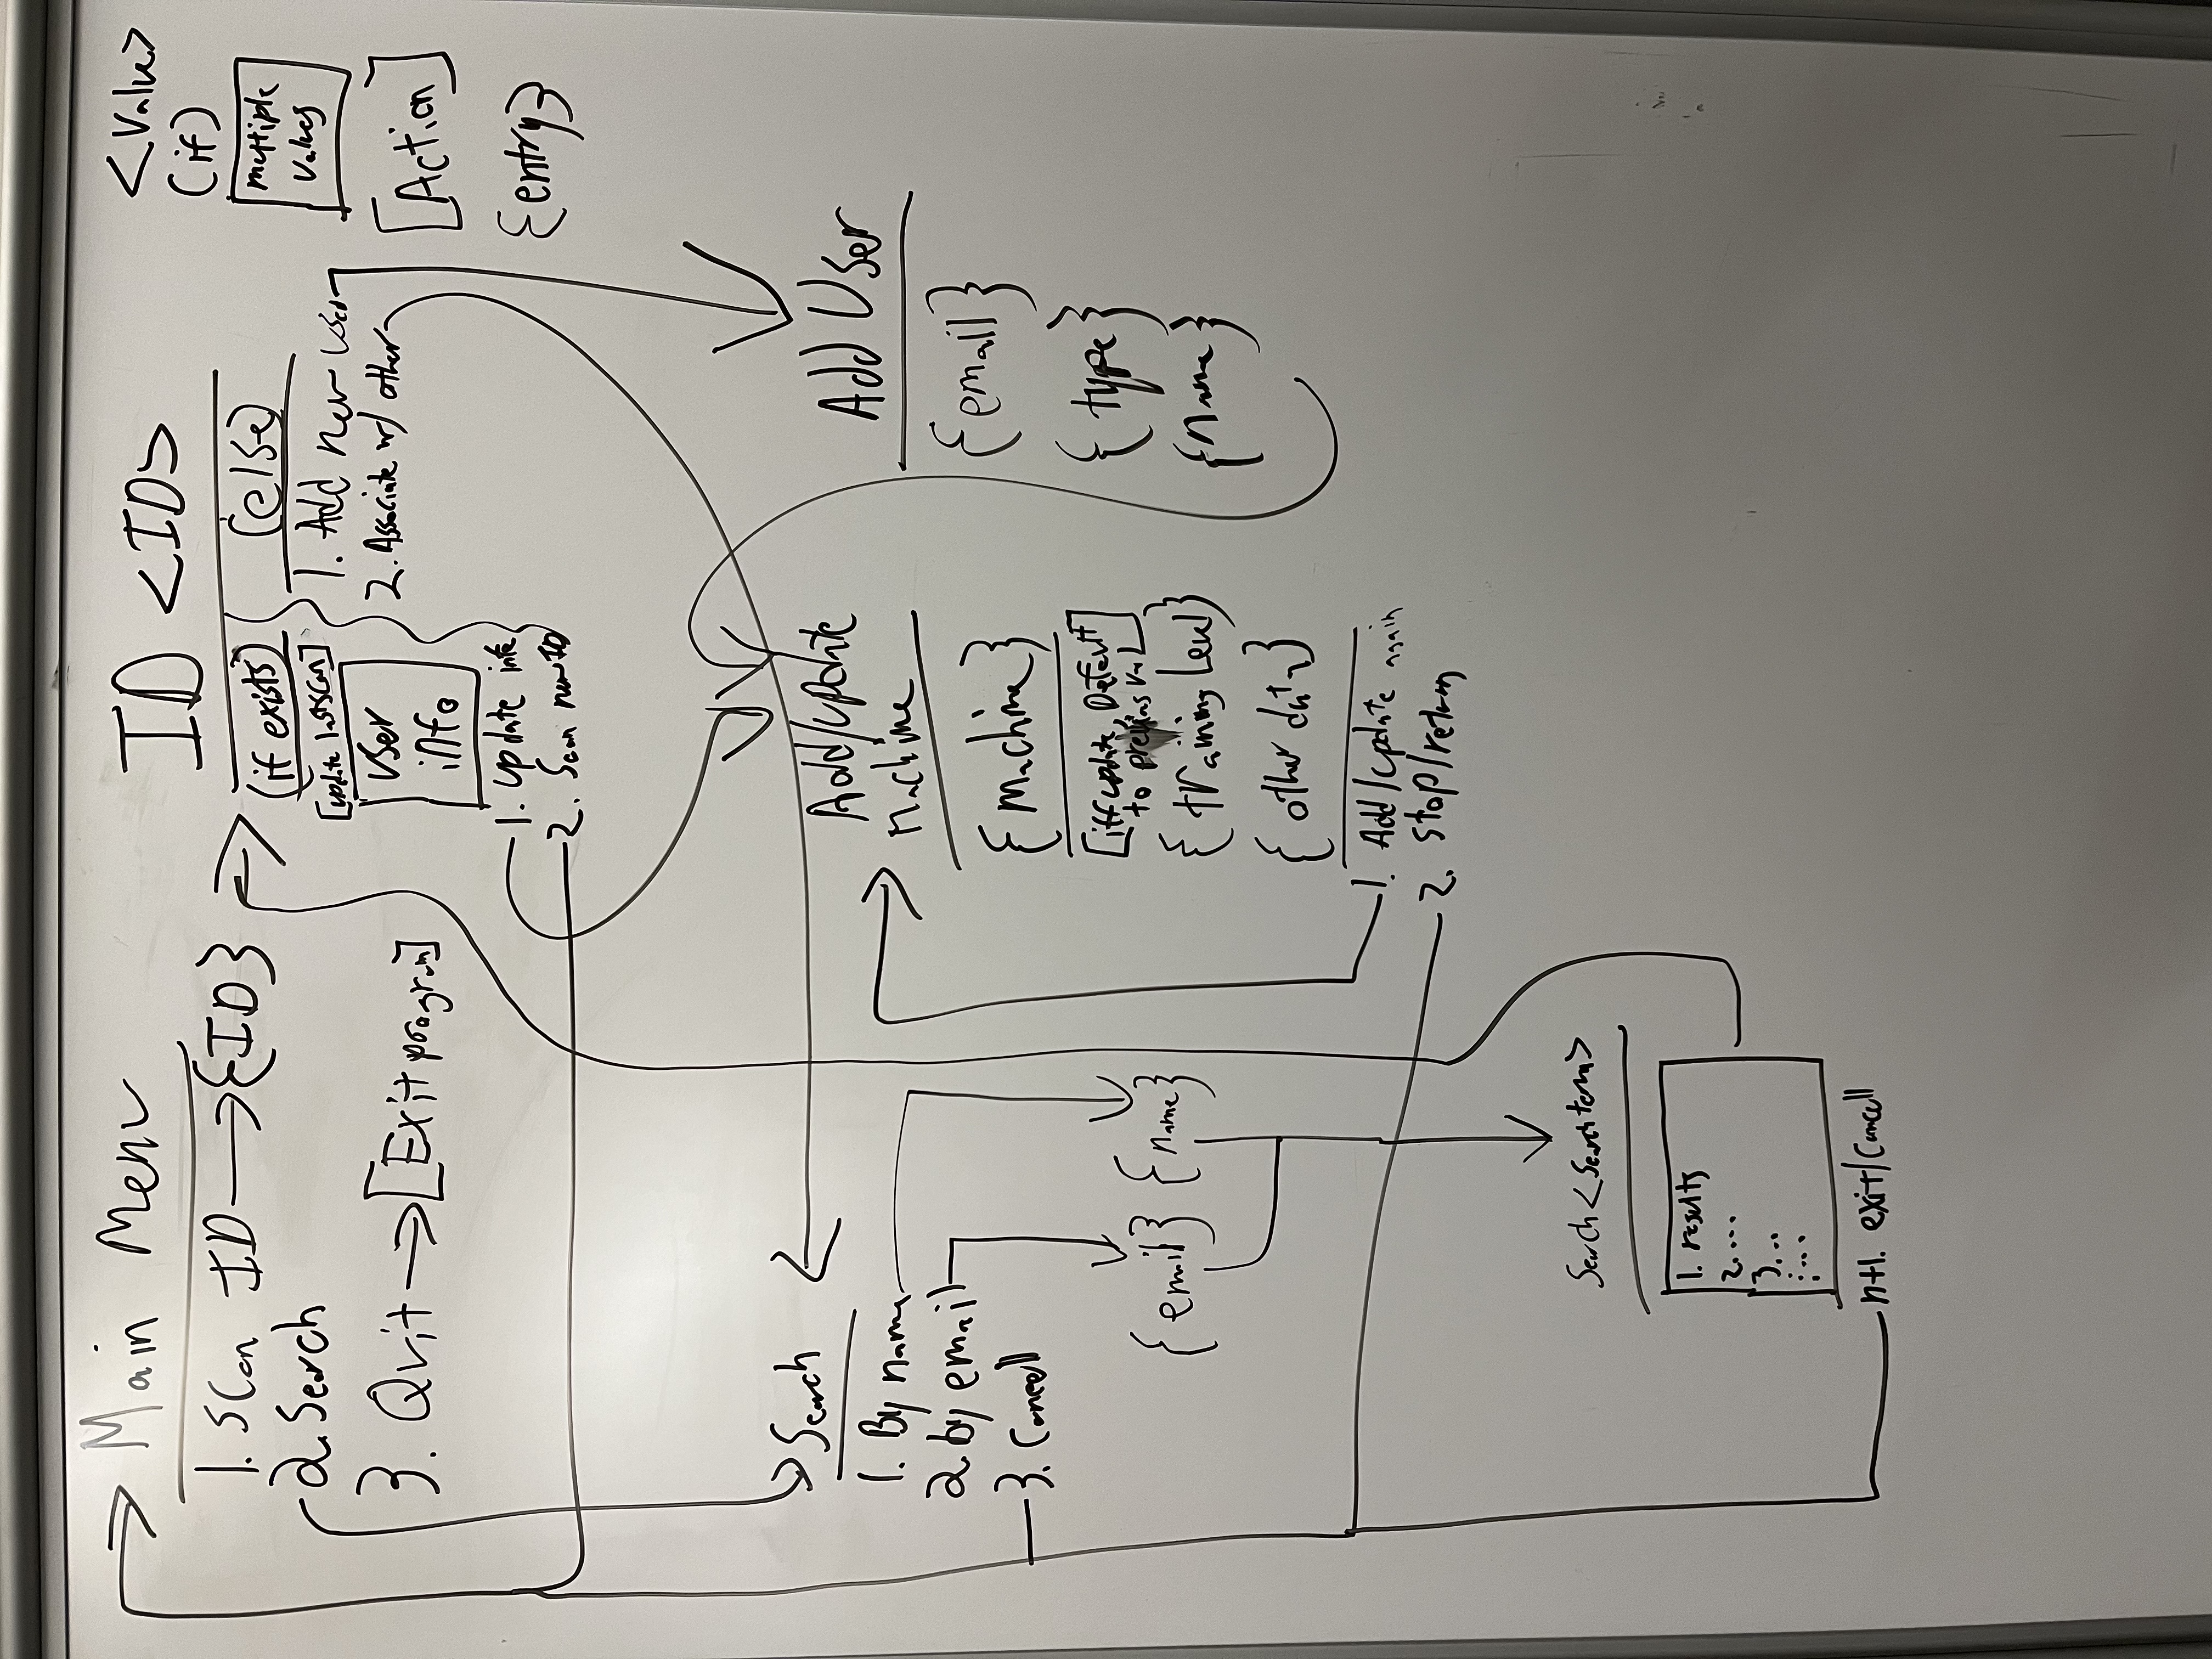 Main Menu
1. Scan ID → {ID}
2. Search
3. Quit → [Exit program]
ID <ID>
(if exists)
[update lastscan]
User
info
1. update info
2. Scan new ID
(else)
1. Add new user
2. Associate w/ other
<Value>
(if)
multiple
values
[Action]
{entry}
Search
1. By name
2. by email
3. Cancell
{email} {name}
Add/update
Machine
{Machine}
[iff update, Default
to previous val]
{training Level}
{other data}
1. Add/update again
2. Stop/return
Add User
{email}
{type}
{name}
Search <Search term>
1. results
2. ...
3. ..
: ...
n+1. exit/Cancell